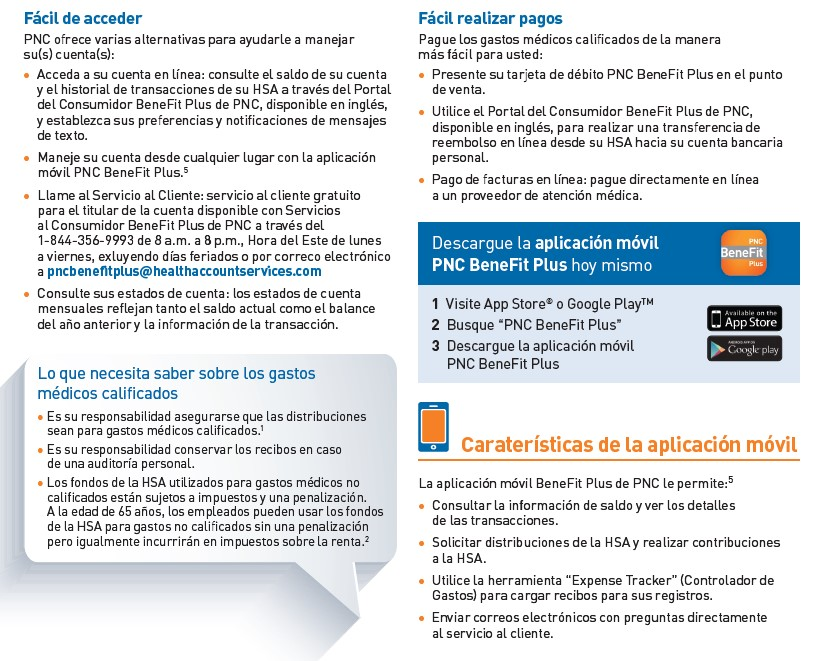 Fácil de acceder
PNC ofrece varias alternativas para ayudarle a manejar
su(s) cuenta(s):
• Acceda a su cuenta en línea: consulte el saldo de su cuenta
y el historial de transacciones de su HSA a través del Portal
del Consumidor BeneFit Plus de PNC, disponible en inglés,
y establezca sus preferencias y notificaciones de mensajes
de texto.
• Maneje su cuenta desde cualquier lugar con la aplicación
móvil PNC BeneFit Plus.⁵
• Llame al Servicio al Cliente: servicio al cliente gratuito
para el titular de la cuenta disponible con Servicios
al Consumidor BeneFit Plus de PNC a través del
1-844-356-9993 de 8 a.m. a 8 p.m., Hora del Este de lunes
a viernes, exluyendo días feriados o por correo electrónico
a pncbenefitplus@healthaccountservices.com
• Consulte sus estados de cuenta: los estados de cuenta
mensuales reflejan tanto el saldo actual como el balance
del año anterior y la información de la transacción.
Lo que necesita saber sobre los gastos
médicos calificados
• Es su responsabilidad asegurarse que las distribuciones
sean para gastos médicos calificados.¹
• Es su responsabilidad conservar los recibos en caso
de una auditoría personal.
• Los fondos de la HSA utilizados para gastos médicos no
calificados están sujetos a impuestos y una penalización.
A la edad de 65 años, los empleados pueden usar los fondos
de la HSA para gastos no calificados sin una penalización
pero igualmente incurrirán en impuestos sobre la renta.²
Fácil realizar pagos
Pague los gastos médicos calificados de la manera
más fácil para usted:
• Presente su tarjeta de débito PNC BeneFit Plus en el punto
de venta.
• Utilice el Portal del Consumidor BeneFit Plus de PNC,
disponible en inglés, para realizar una transferencia de
reembolso en línea desde su HSA hacia su cuenta bancaria
personal.
• Pago de facturas en línea: pague directamente en línea
a un proveedor de atención médica.
Descargue la aplicación móvil
PNC BeneFit Plus hoy mismo
PNC
BeneFit
Plus
1 Visite App Store® o Google Play™
2 Busque “PNC BeneFit Plus”
3 Descargue la aplicación móvil
PNC BeneFit Plus
Available on the
App Store
ANDROID APP ON
Google play
Caraterísticas de la aplicación móvil
La aplicación móvil BeneFit Plus de PNC le permite:⁵
• Consultar la información de saldo y ver los detalles
de las transacciones.
• Solicitar distribuciones de la HSA y realizar contribuciones
a la HSA.
• Utilice la herramienta “Expense Tracker” (Controlador de
Gastos) para cargar recibos para sus registros.
• Enviar correos electrónicos con preguntas directamente
al servicio al cliente.